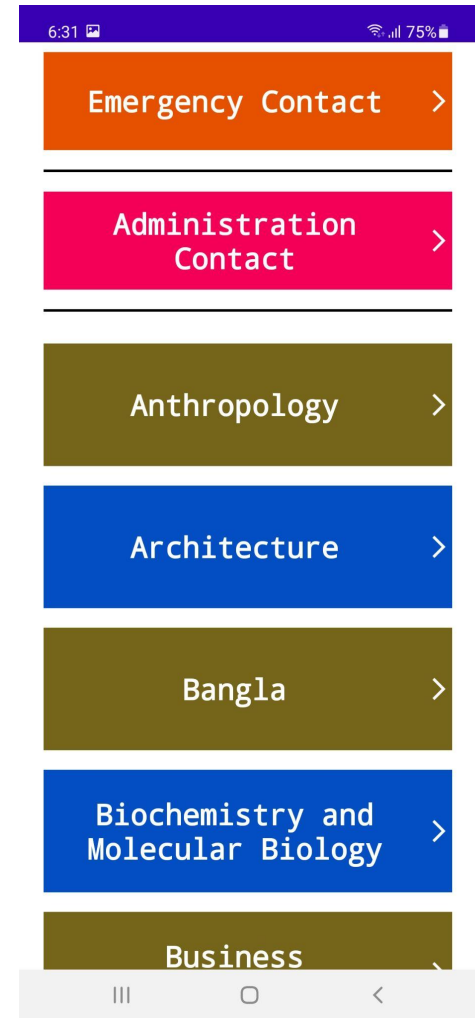 6:31 75%
Emergency Contact
Administration
Contact
Anthropology
Architecture
Bangla
Biochemistry and
Molecular Biology
Business